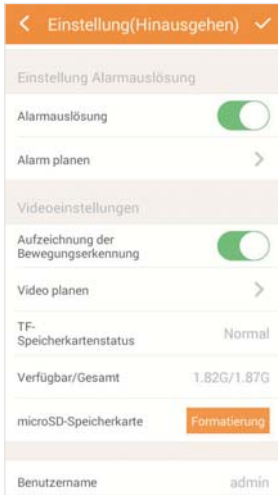 Einstellung(Hinausgehen)
Einstellung Alarmauslösung
Alarmauslösung
Alarm planen
Videoeinstellungen
Aufzeichnung der
Bewegungserkennung
Video planen
TF-
Speicherkartenstatus
Normal
Verfügbar/Gesamt
1.82G/1.87G
microSD-Speicherkarte
Formatierung
Benutzername
admin